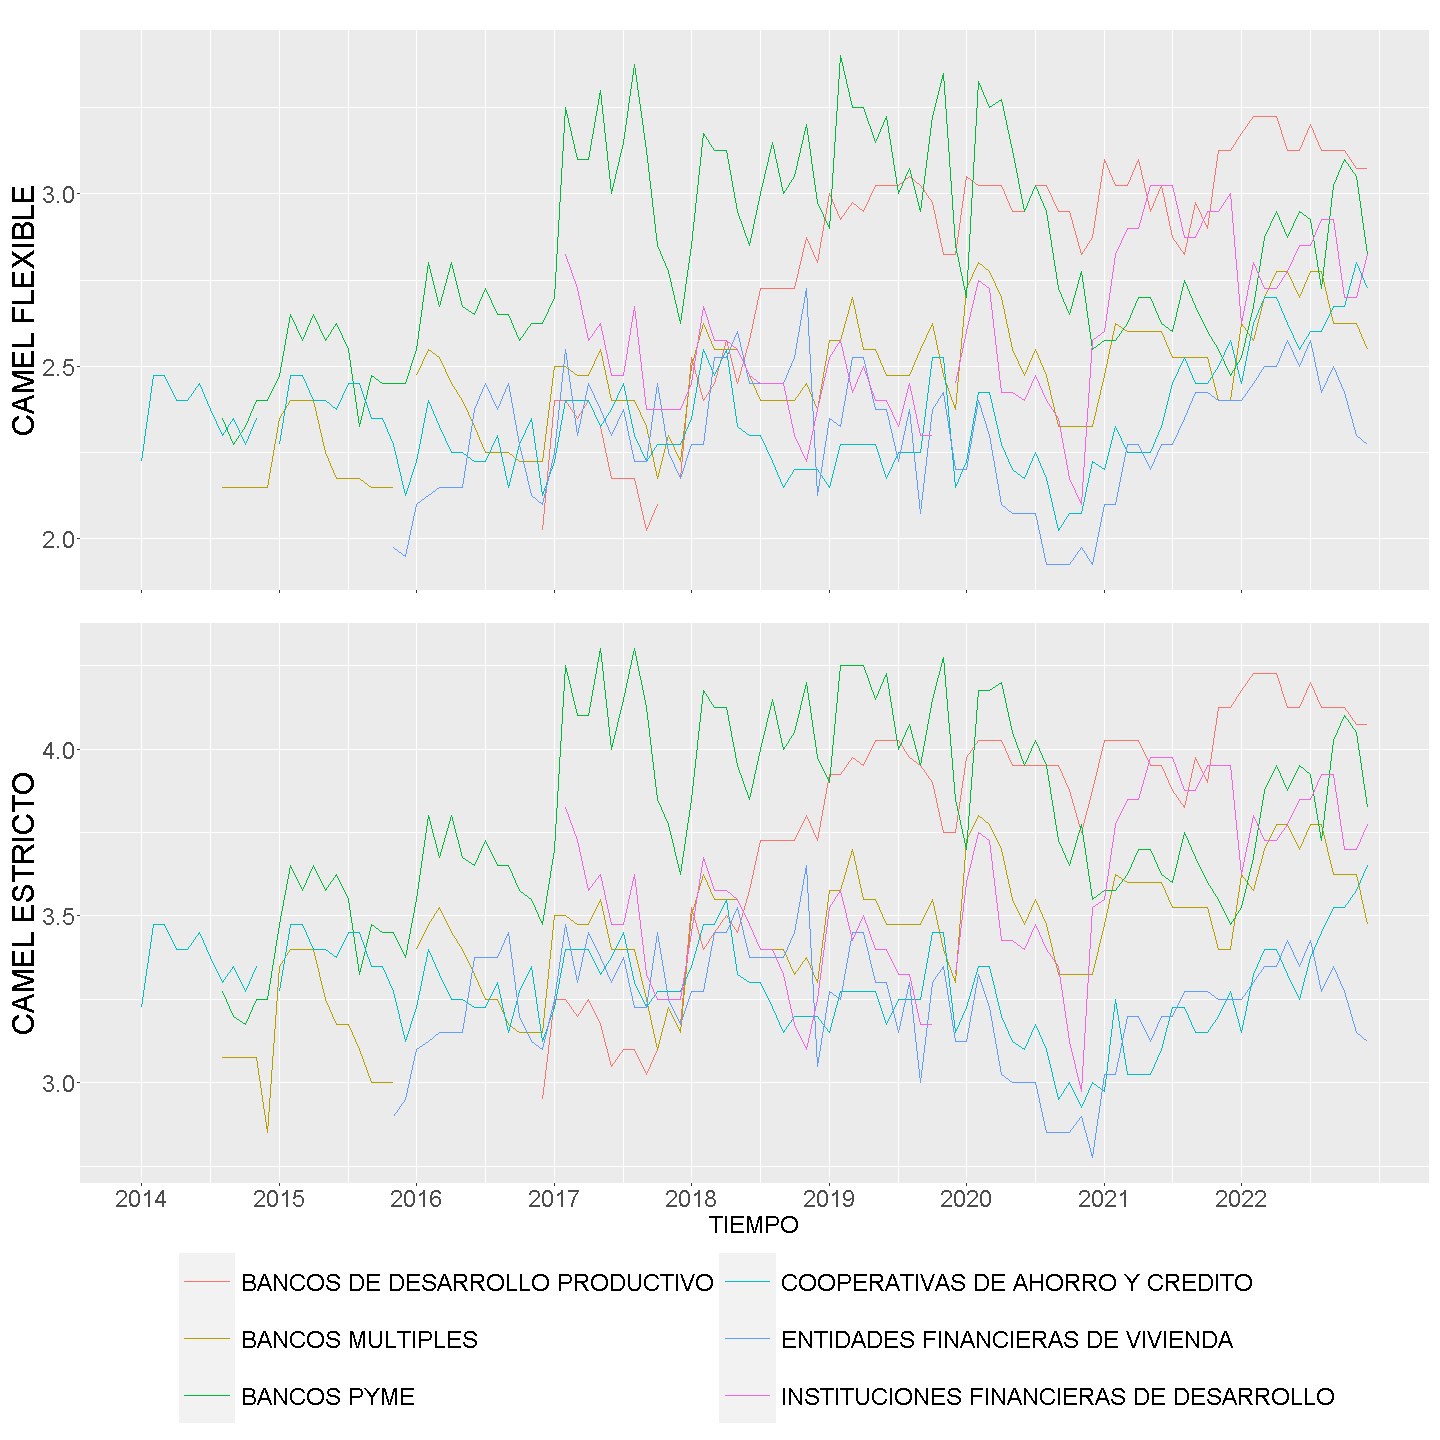 CAMEL FLEXIBLE
3.0
2.5
2.0
CAMEL ESTRICTO
4.0
3.5
3.0
2014 2015 2016 2017 2018 2019 2020 2021 2022
TIEMPO
BANCOS DE DESARROLLO PRODUCTIVO COOPERATIVAS DE AHORRO Y CREDITO
BANCOS MULTIPLES ENTIDADES FINANCIERAS DE VIVIENDA
BANCOS PYME INSTITUCIONES FINANCIERAS DE DESARROLLO